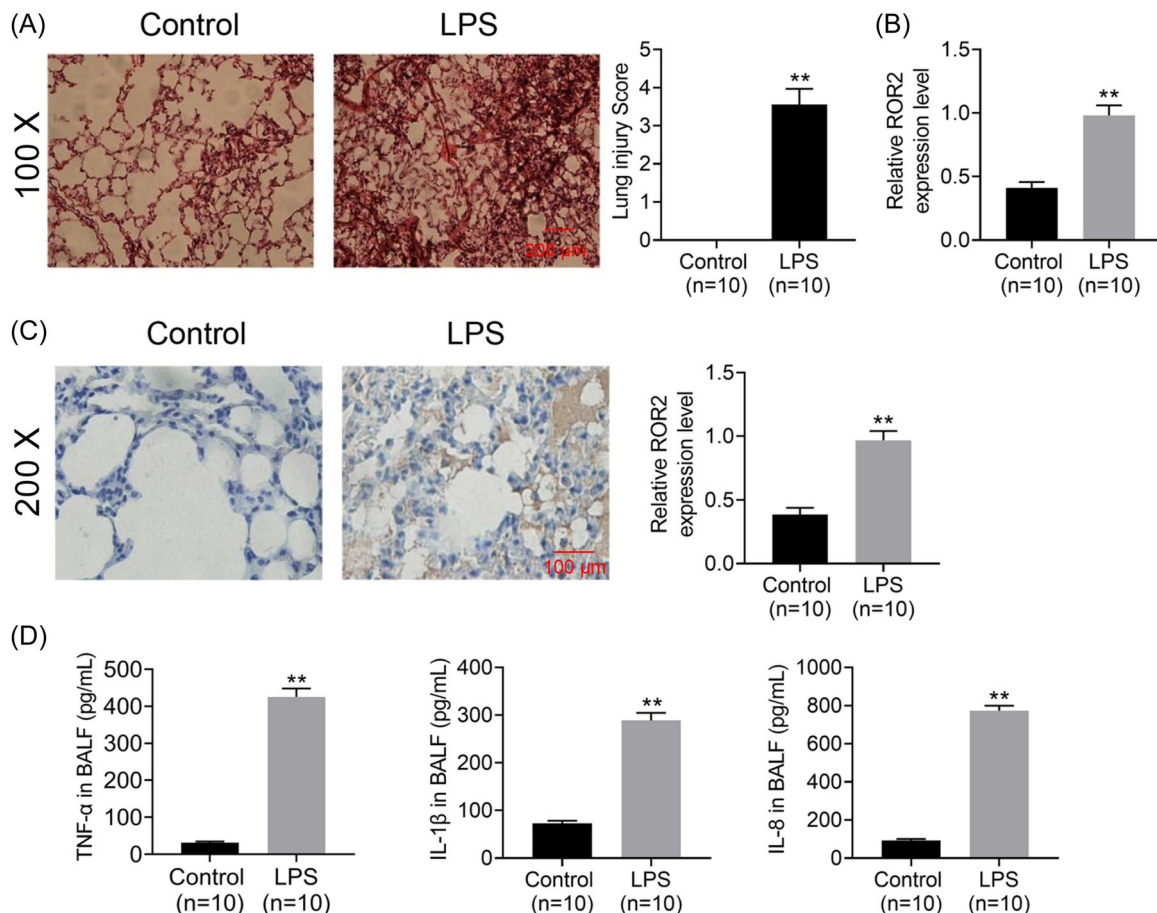 (A)
Control
LPS
100 X
200 µm
Lung injury Score
5
4
3
2
1
0
**
Control
(n=10)
LPS
(n=10)
(B)
Relative ROR2
expression level
1.5
1.0
0.5
0.0
**
Control
(n=10)
LPS
(n=10)
(C)
Control
LPS
200 X
100 µm
Relative ROR2
expression level
1.5
1.0
0.5
0.0
**
Control
(n=10)
LPS
(n=10)
(D)
TNF-α in BALF (pg/mL)
500
400
300
200
100
0
**
Control
(n=10)
LPS
(n=10)
IL-1β in BALF (pg/mL)
400
300
200
100
0
**
Control
(n=10)
LPS
(n=10)
IL-8 in BALF (pg/mL)
1000
800
600
400
200
0
**
Control
(n=10)
LPS
(n=10)